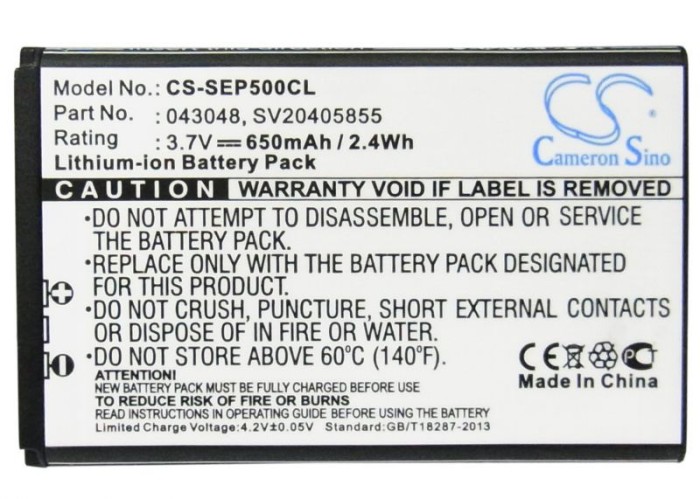 Model No.: CS-SEP500CL
Part No. : 043048, SV20405855
Rating : 3.7V 650mAh / 2.4Wh
Lithium-ion Battery Pack
CS
Cameron Sino
CAUTION WARRANTY VOID IF LABEL IS REMOVED
•DO NOT ATTEMPT TO DISASSEMBLE, OPEN OR SERVICE
THE BATTERY PACK.
•REPLACE ONLY WITH THE BATTERY PACK DESIGNATED
FOR THIS PRODUCT.
•DO NOT CRUSH, PUNCTURE, SHORT EXTERNAL CONTACTS
OR DISPOSE OF IN FIRE OR WATER.
•DO NOT STORE ABOVE 60°C (140°F).
ATTENTION!
NEW BATTERY PACK MUST BE FULLY CHARGED BEFORE USE
TO REDUCE RISK OF FIRE OR BURNS
READ INSTRUCTIONS IN OPERATING GUIDE BEFORE BEGINNING USE
Limited Charge Voltage:4.2V±0.05V Standard:GB/T18287-2013
CE PCT
Made In China